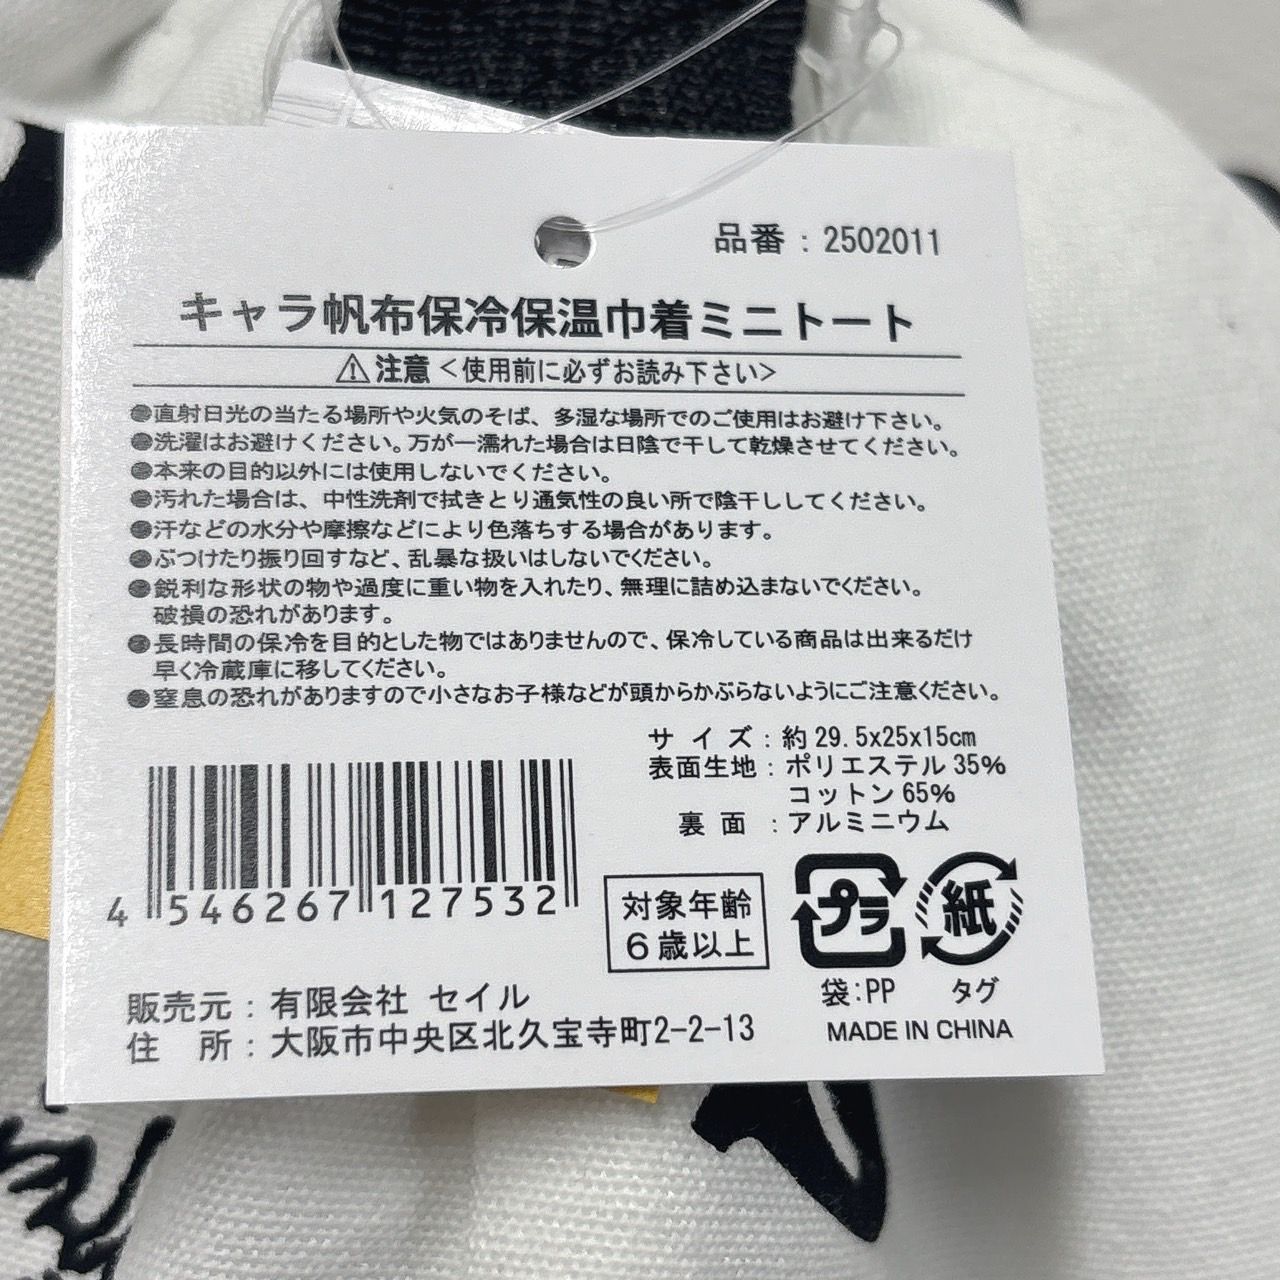 品番：2502011
キャラ帆布保冷保温巾着ミニトート
⚠注意＜使用前に必ずお読み下さい＞
●直射日光の当たる場所や火気のそば、多湿な場所でのご使用はお避け下さい。
●洗濯はお避けください。万が一濡れた場合は日陰で干して乾燥させてください。
●本来の目的以外には使用しないでください。
●汚れた場合は、中性洗剤で拭きとり通気性の良い所で陰干ししてください。
●汗などの水分や摩擦などにより色落ちする場合があります。
●ぶつけたり振り回すなど、乱暴な扱いはしないでください。
●鋭利な形状の物や過度に重い物を入れたり、無理に詰め込まないでください。
破損の恐れがあります。
●長時間の保冷を目的とした物ではありませんので、保冷している商品は出来るだけ
早く冷蔵庫に移してください。
●窒息の恐れがありますので小さなお子様などが頭からかぶらないようにご注意ください。
サイズ：約29.5x25x15cm
表面生地：ポリエステル35%
コットン65%
裏面：アルミニウム
4 546267 127532
対象年齢
6歳以上
プラ
紙
袋:PP タグ
MADE IN CHINA
販売元：有限会社 セイル
住所：大阪市中央区北久宝寺町2-2-13